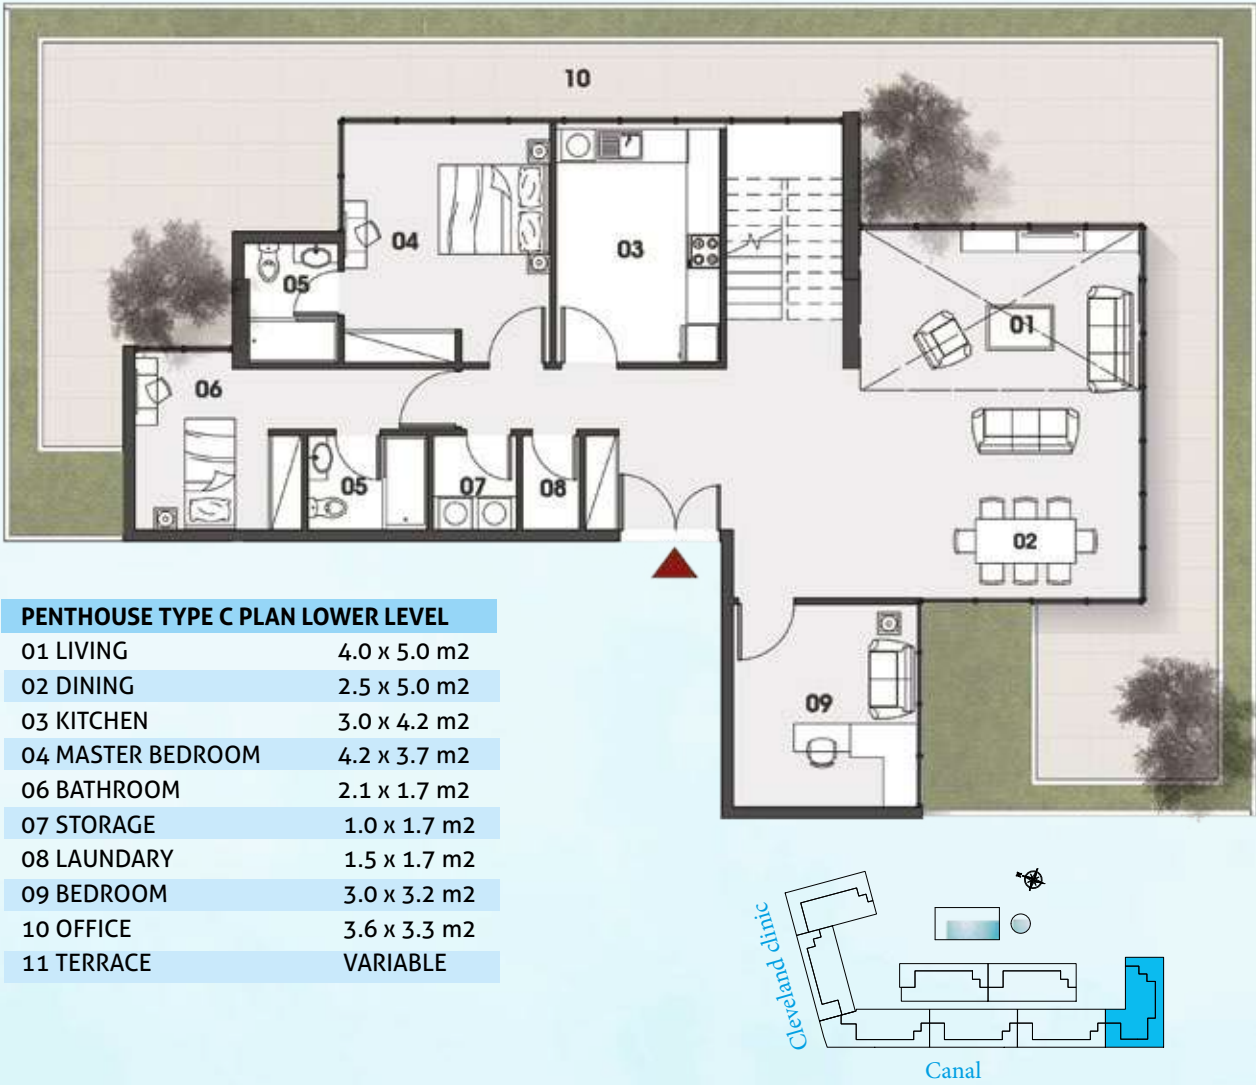 10
04
03
05
01
06
05
07
08
02
09
PENTHOUSE TYPE C PLAN LOWER LEVEL
01 LIVING 4.0 x 5.0 m2
02 DINING 2.5 x 5.0 m2
03 KITCHEN 3.0 x 4.2 m2
04 MASTER BEDROOM 4.2 x 3.7 m2
06 BATHROOM 2.1 x 1.7 m2
07 STORAGE 1.0 x 1.7 m2
08 LAUNDARY 1.5 x 1.7 m2
09 BEDROOM 3.0 x 3.2 m2
10 OFFICE 3.6 x 3.3 m2
11 TERRACE VARIABLE
Cleveland clinic
Canal